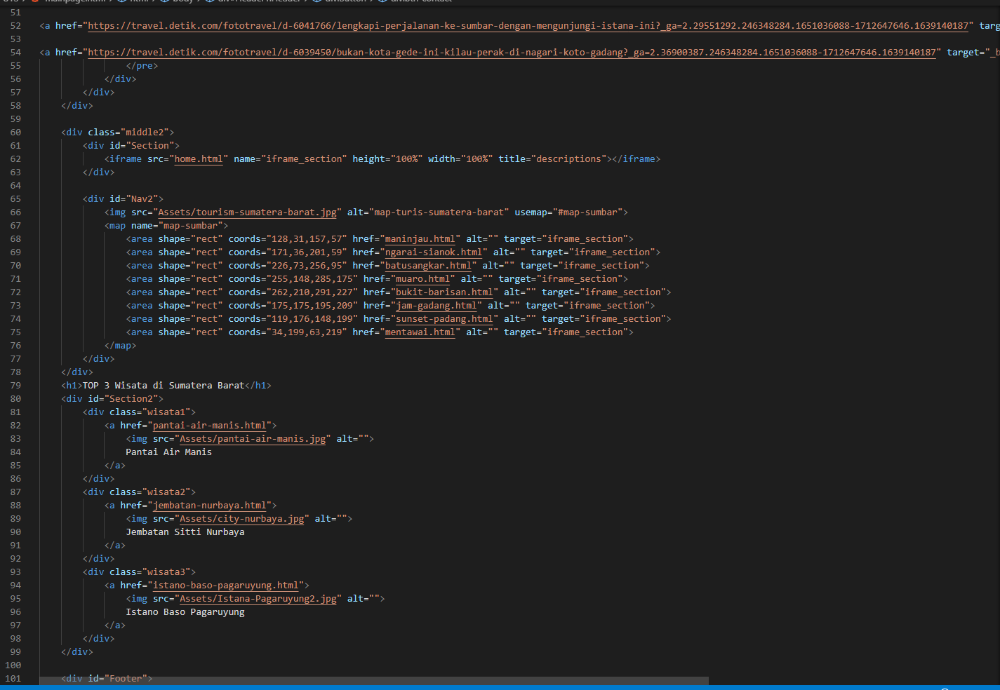 51
52 <a href="https://travel.detik.com/fototravel/d-6041766/lengkapi-perjalanan-ke-sumbar-dengan-mengunjungi-istana-ini?_ga=2.29551292.246348284.1651036088-1712647646.1639140187" targ
53
54 <a href="https://travel.detik.com/fototravel/d-6039450/bukan-kota-gede-ini-kilau-perak-di-nagari-koto-gadang?_ga=2.36900387.246348284.1651036088-1712647646.1639140187" target="_b
55 </pre>
56 </div>
57 </div>
58 </div>
59
60 <div class="middle2">
61 <div id="Section">
62 <iframe src="home.html" name="iframe_section" height="100%" width="100%" title="descriptions"></iframe>
63 </div>
64
65 <div id="Nav2">
66 <img src="Assets/tourism-sumatera-barat.jpg" alt="map-turis-sumatera-barat" usemap="#map-sumbar">
67 <map name="map-sumbar">
68 <area shape="rect" coords="128,31,157,57" href="maninjau.html" alt="" target="iframe_section">
69 <area shape="rect" coords="171,36,201,59" href="ngarai-sianok.html" alt="" target="iframe_section">
70 <area shape="rect" coords="226,73,256,95" href="batusangkar.html" alt="" target="iframe_section">
71 <area shape="rect" coords="255,148,285,175" href="muaro.html" alt="" target="iframe_section">
72 <area shape="rect" coords="262,210,291,227" href="bukit-barisan.html" alt="" target="iframe_section">
73 <area shape="rect" coords="175,175,195,209" href="jam-gadang.html" alt="" target="iframe_section">
74 <area shape="rect" coords="119,176,148,199" href="sunset-padang.html" alt="" target="iframe_section">
75 <area shape="rect" coords="34,199,63,219" href="mentawai.html" alt="" target="iframe_section">
76 </map>
77 </div>
78 </div>
79 <h1>TOP 3 Wisata di Sumatera Barat</h1>
80 <div id="Section2">
81 <div class="wisata1">
82 <a href="pantai-air-manis.html">
83 <img src="Assets/pantai-air-manis.jpg" alt="">
84 Pantai Air Manis
85 </a>
86 </div>
87 <div class="wisata2">
88 <a href="jembatan-nurbaya.html">
89 <img src="Assets/city-nurbaya.jpg" alt="">
90 Jembatan Sitti Nurbaya
91 </a>
92 </div>
93 <div class="wisata3">
94 <a href="istano-baso-pagaruyung.html">
95 <img src="Assets/Istana-Pagaruyung2.jpg" alt="">
96 Istano Baso Pagaruyung
97 </a>
98 </div>
99 </div>
100
101 <div id="Footer">